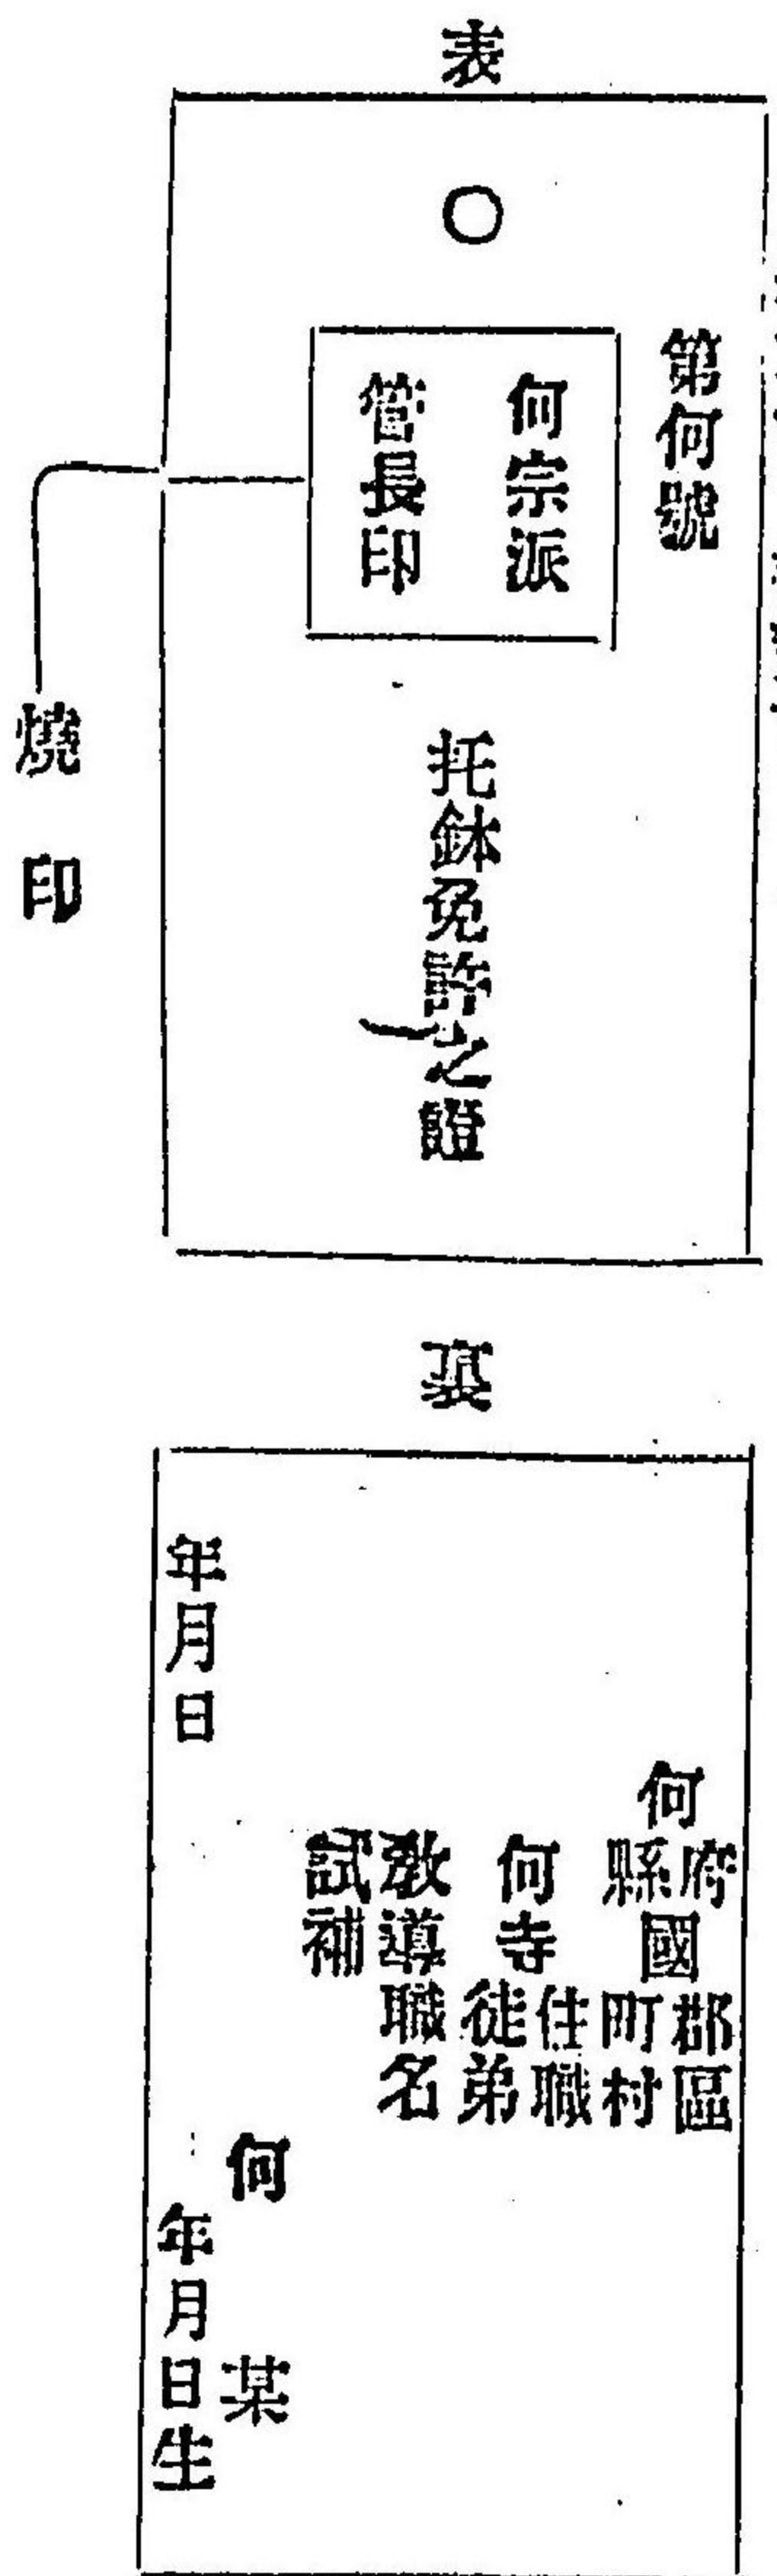 表
第何號
何宗派
管長印
托鉢免許之證
燒印
裏
何府縣國郡區町村
何寺住職徒弟
教導職名
試補
何某
年月日生
年月日